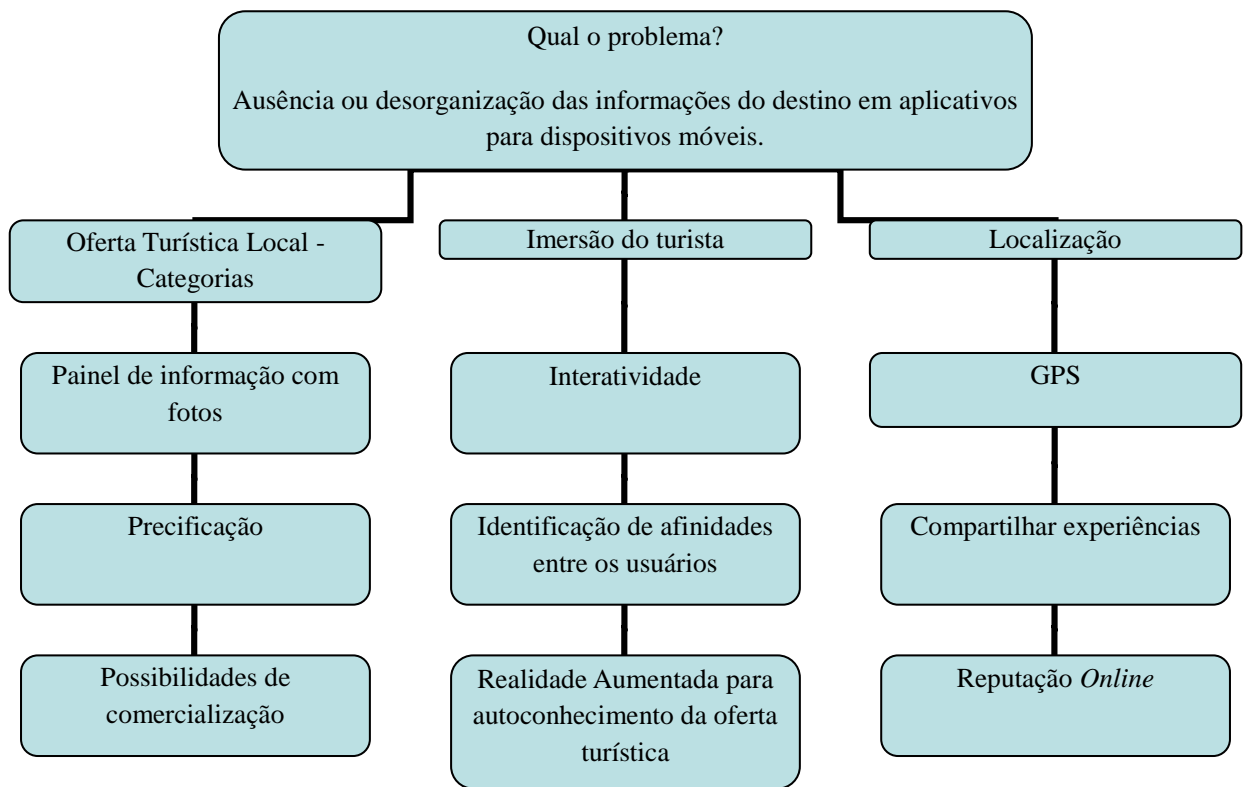 Qual o problema?
Ausência ou desorganização das informações do destino em aplicativos
para dispositivos móveis.
Oferta Turística Local -
Categorias
Imersão do turista
Localização
Painel de informação com
fotos
Interatividade
GPS
Precificação
Identificação de afinidades
entre os usuários
Compartilhar experiências
Possibilidades de
comercialização
Realidade Aumentada para
autoconhecimento da oferta
turística
Reputação Online